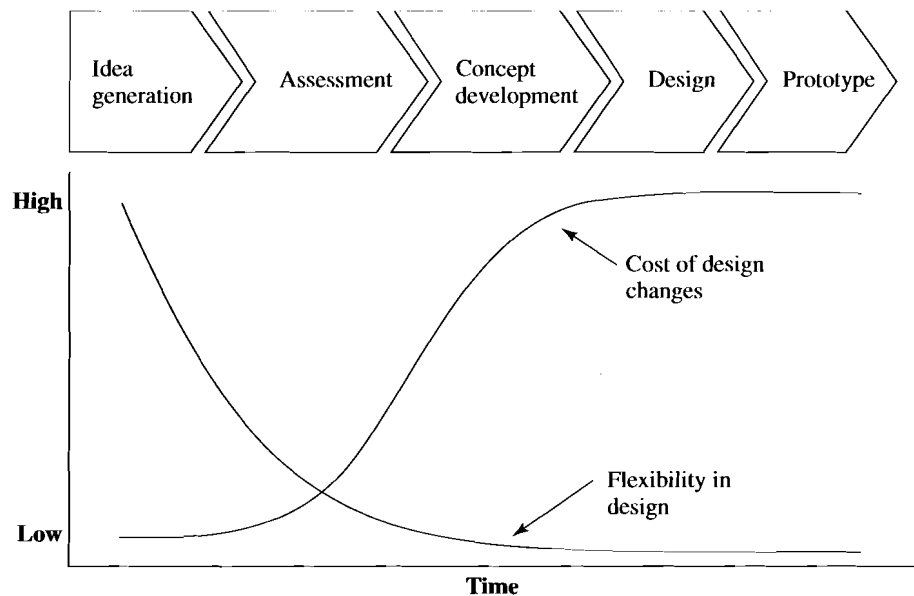 Idea
generation
Assessment
Concept
development
Design
Prototype
High
Cost of design
changes
Flexibility in
design
Low
Time